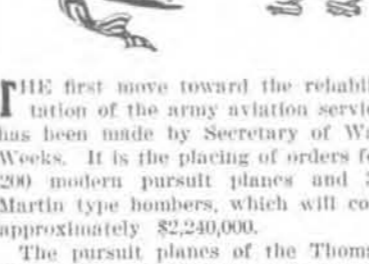 THE first move toward the rehabili-
tation of the army aviation servic
has been made by Secretary of Wa
Weeks. It is the placing of orders fo
200 modern pursuit planes and 3
Martin type bombers, which will co
approximately $2,240,000.
The pursuit planes of the Thoma